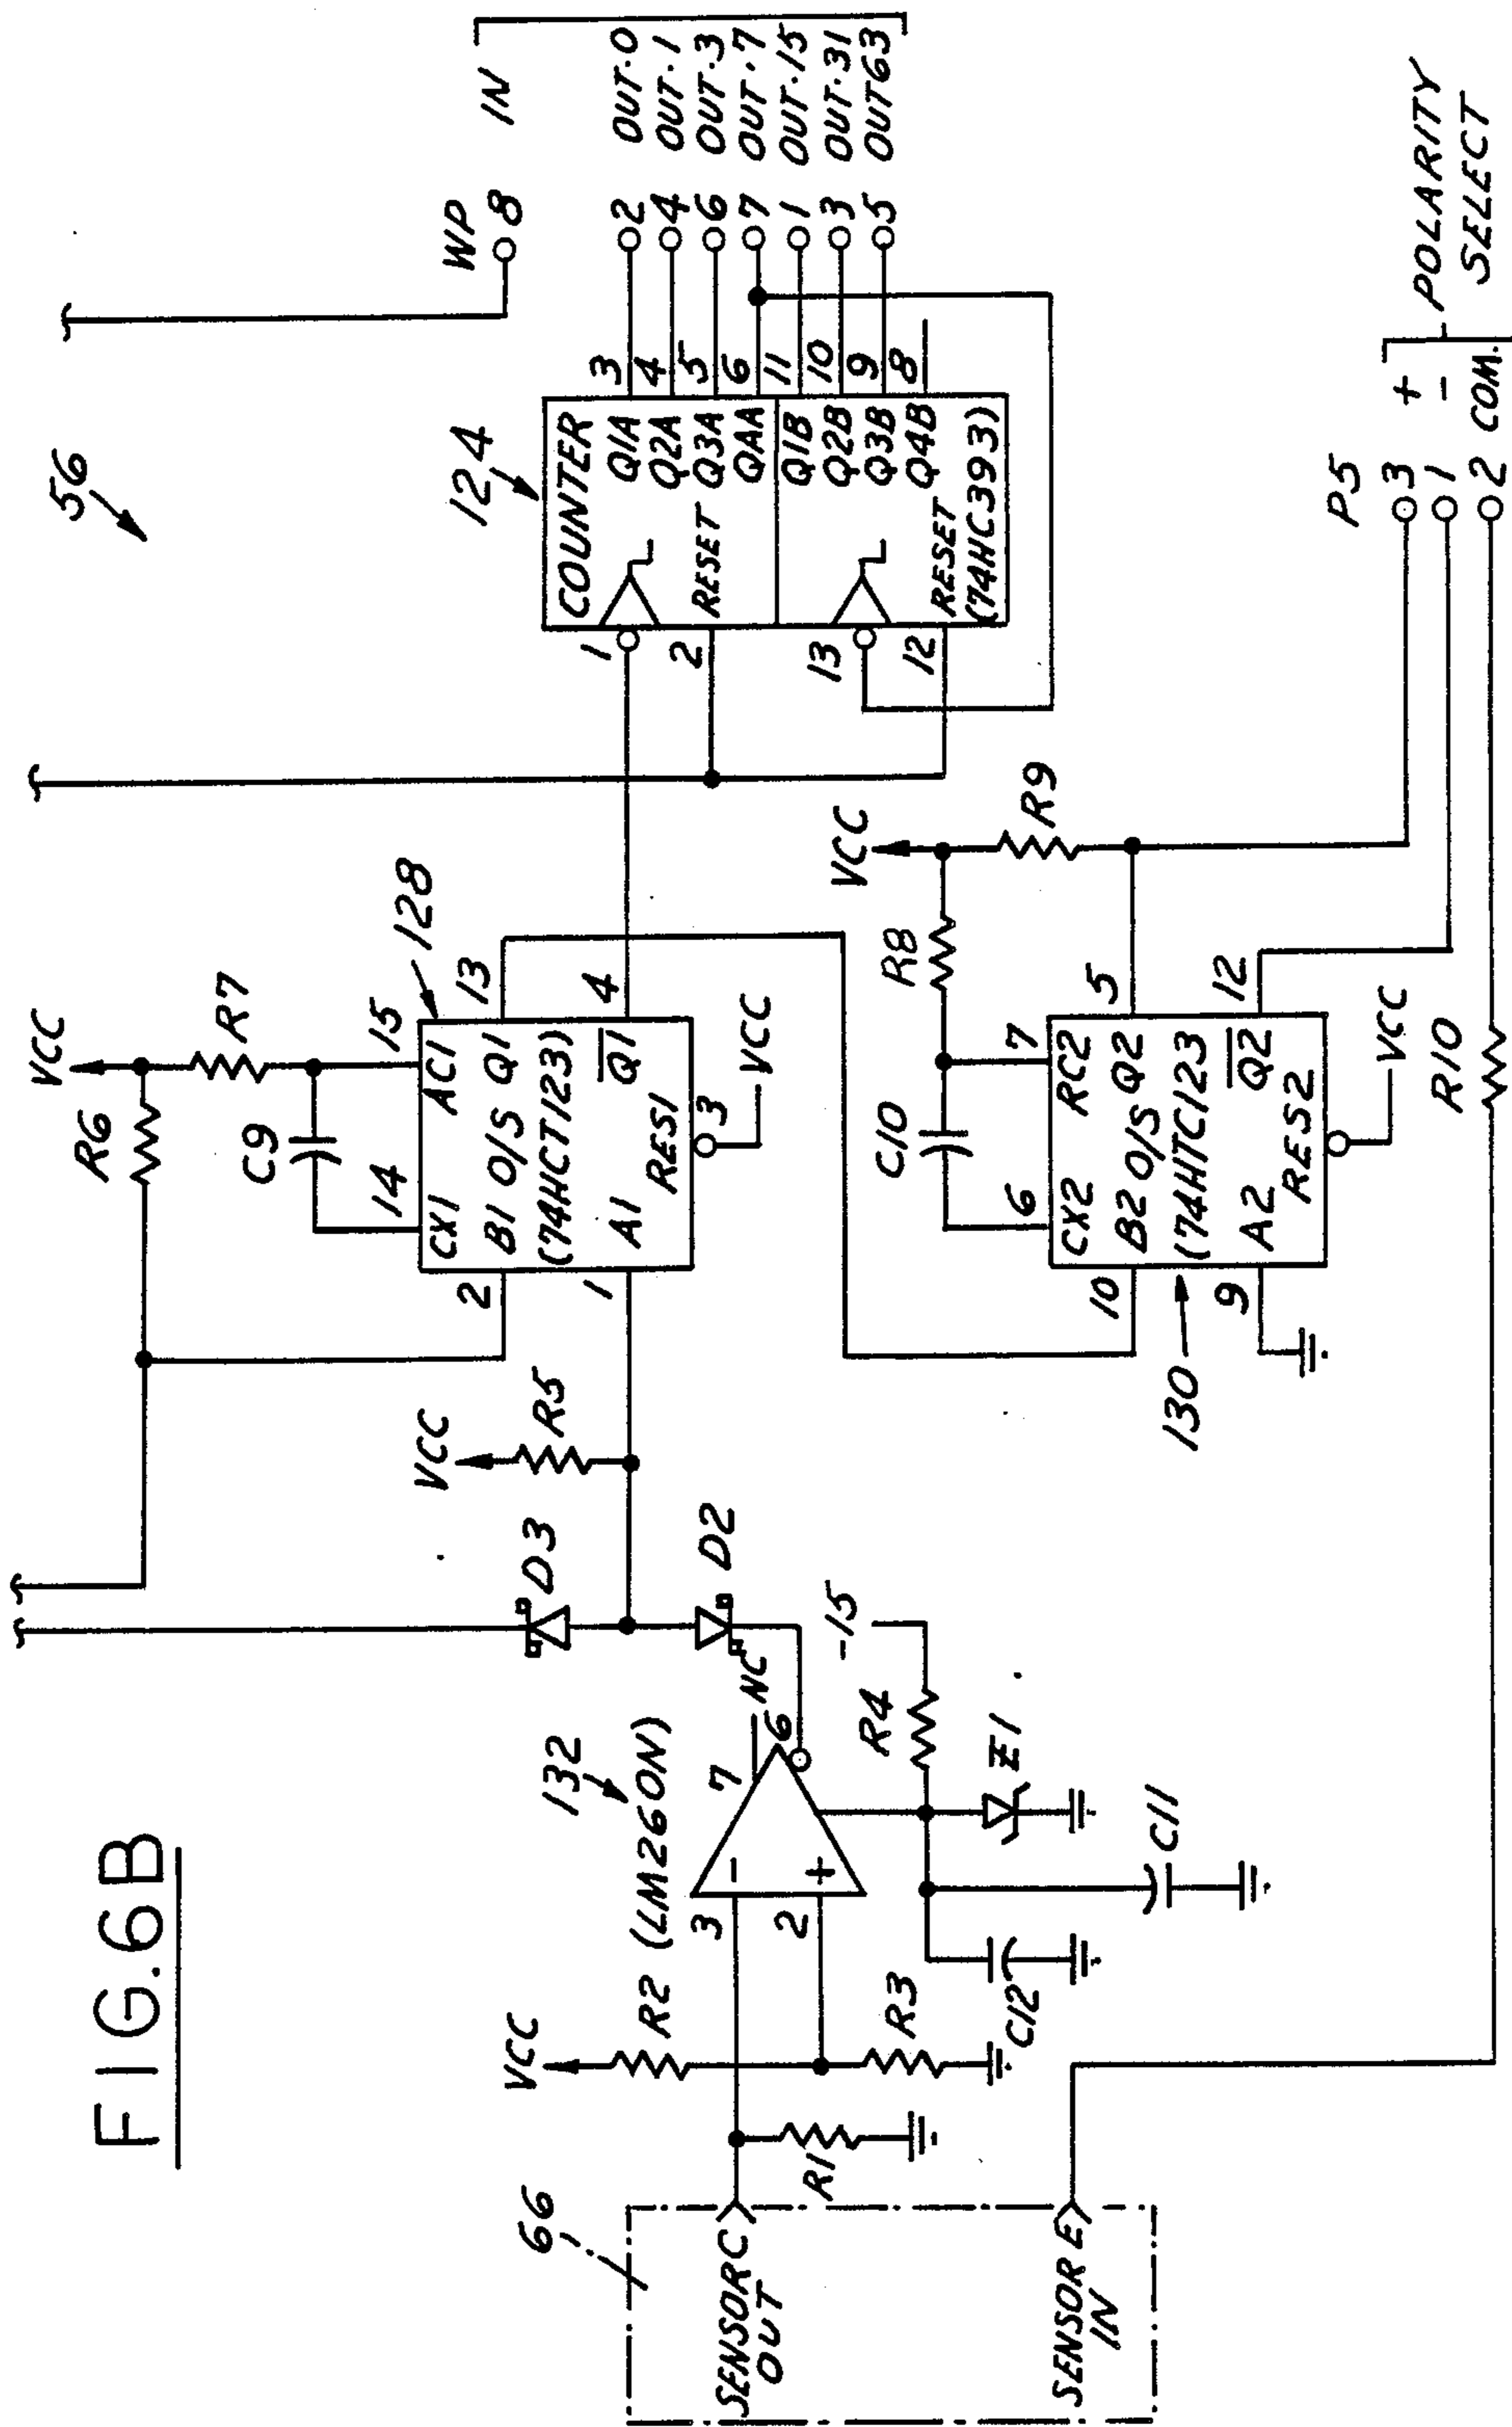 FIG.6B
56
66
SENSOR C
OUT
SENSOR E
IN
R1
VCC
R2
R3
3
2
132
(LM260N)
-
+
7
NC
6
-15
R4
Z1
C11
C12
D3
D2
VCC
R5
VCC
R6
R7
C9
14
15
128
2
1
13
4
CX1
AC1
B1 O/S Q1
(74HCT123)
A1
Q1
RES1
3
VCC
VCC
R8
R9
C10
6
7
10
9
5
12
130
CX2
RC2
B2 O/S Q2
(74HTC123
A2
Q2
RES2
VCC
R10
124
COUNTER
Q1A
Q2A
RESET Q3A
QAA
Q1B
Q2B
Q3B
Q4B
RESET
(74HC393)
1
2
13
12
3
4
5
6
11
10
9
8
WP
8 IN
2 OUT·0
4 OUT·1
6 OUT·3
7 OUT·7
1 OUT·15
3 OUT·31
5 OUT63
P5
3 +
1 -
2 COM.
POLARITY
SELECT